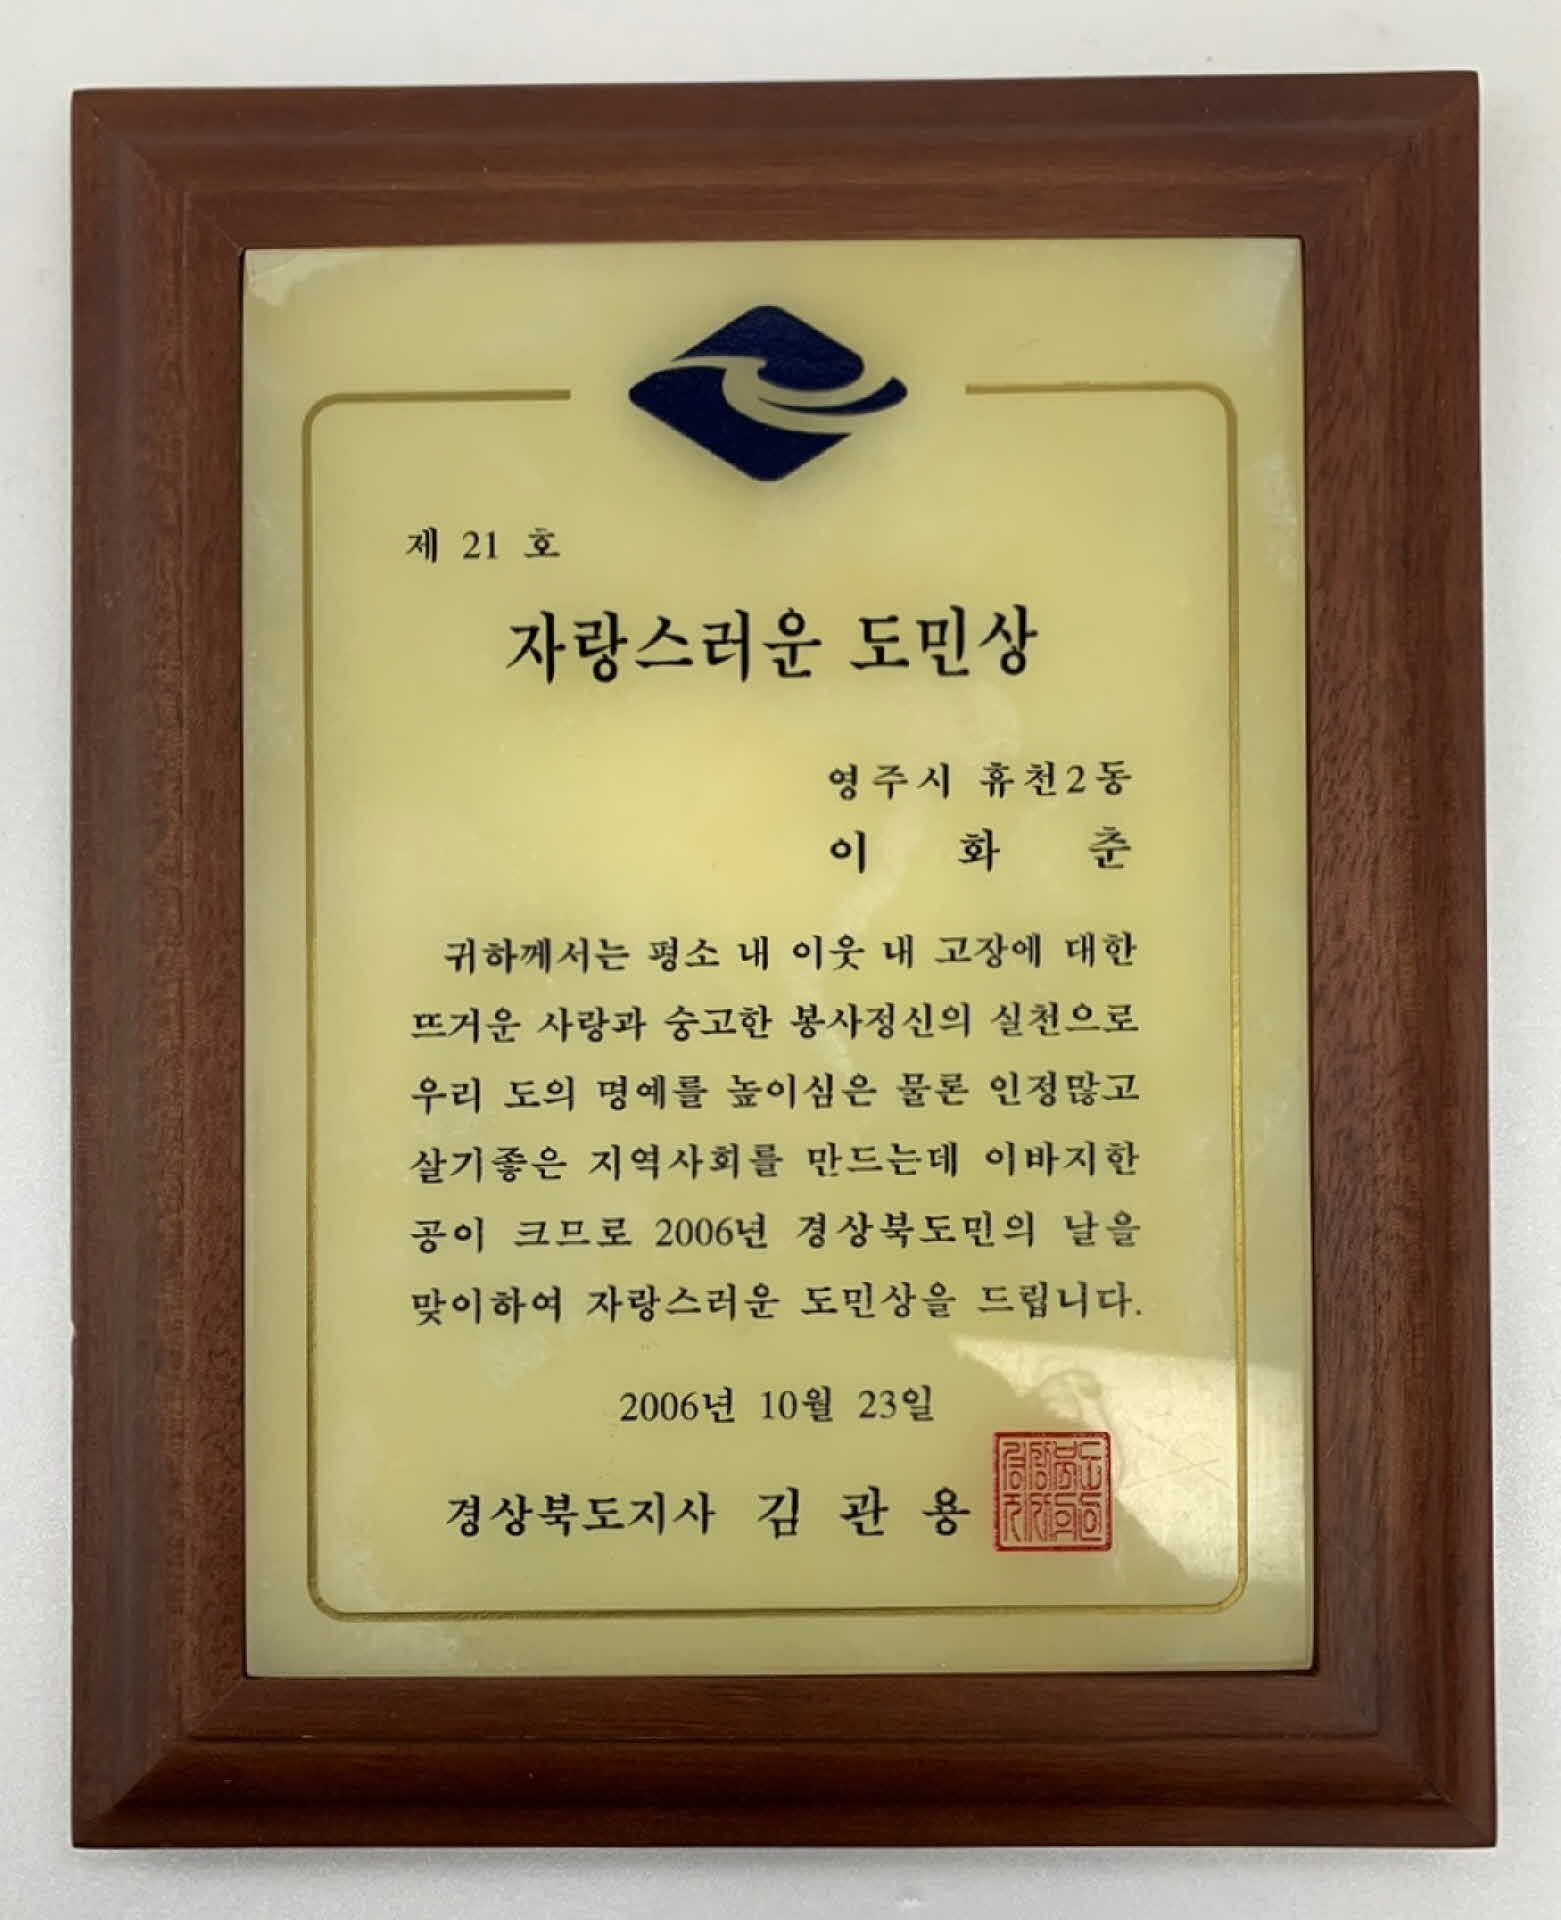 제 21 호
자랑스러운 도민상
영주시 휴천2동
이 화 춘
귀하께서는 평소 내 이웃 내 고장에 대한
뜨거운 사랑과 숭고한 봉사정신의 실천으로
우리 도의 명예를 높이심은 물론 인정많고
살기좋은 지역사회를 만드는데 이바지한
공이 크므로 2006년 경상북도민의 날을
맞이하여 자랑스러운 도민상을 드립니다.
2006년 10월 23일
경상북도지사 김 관 용